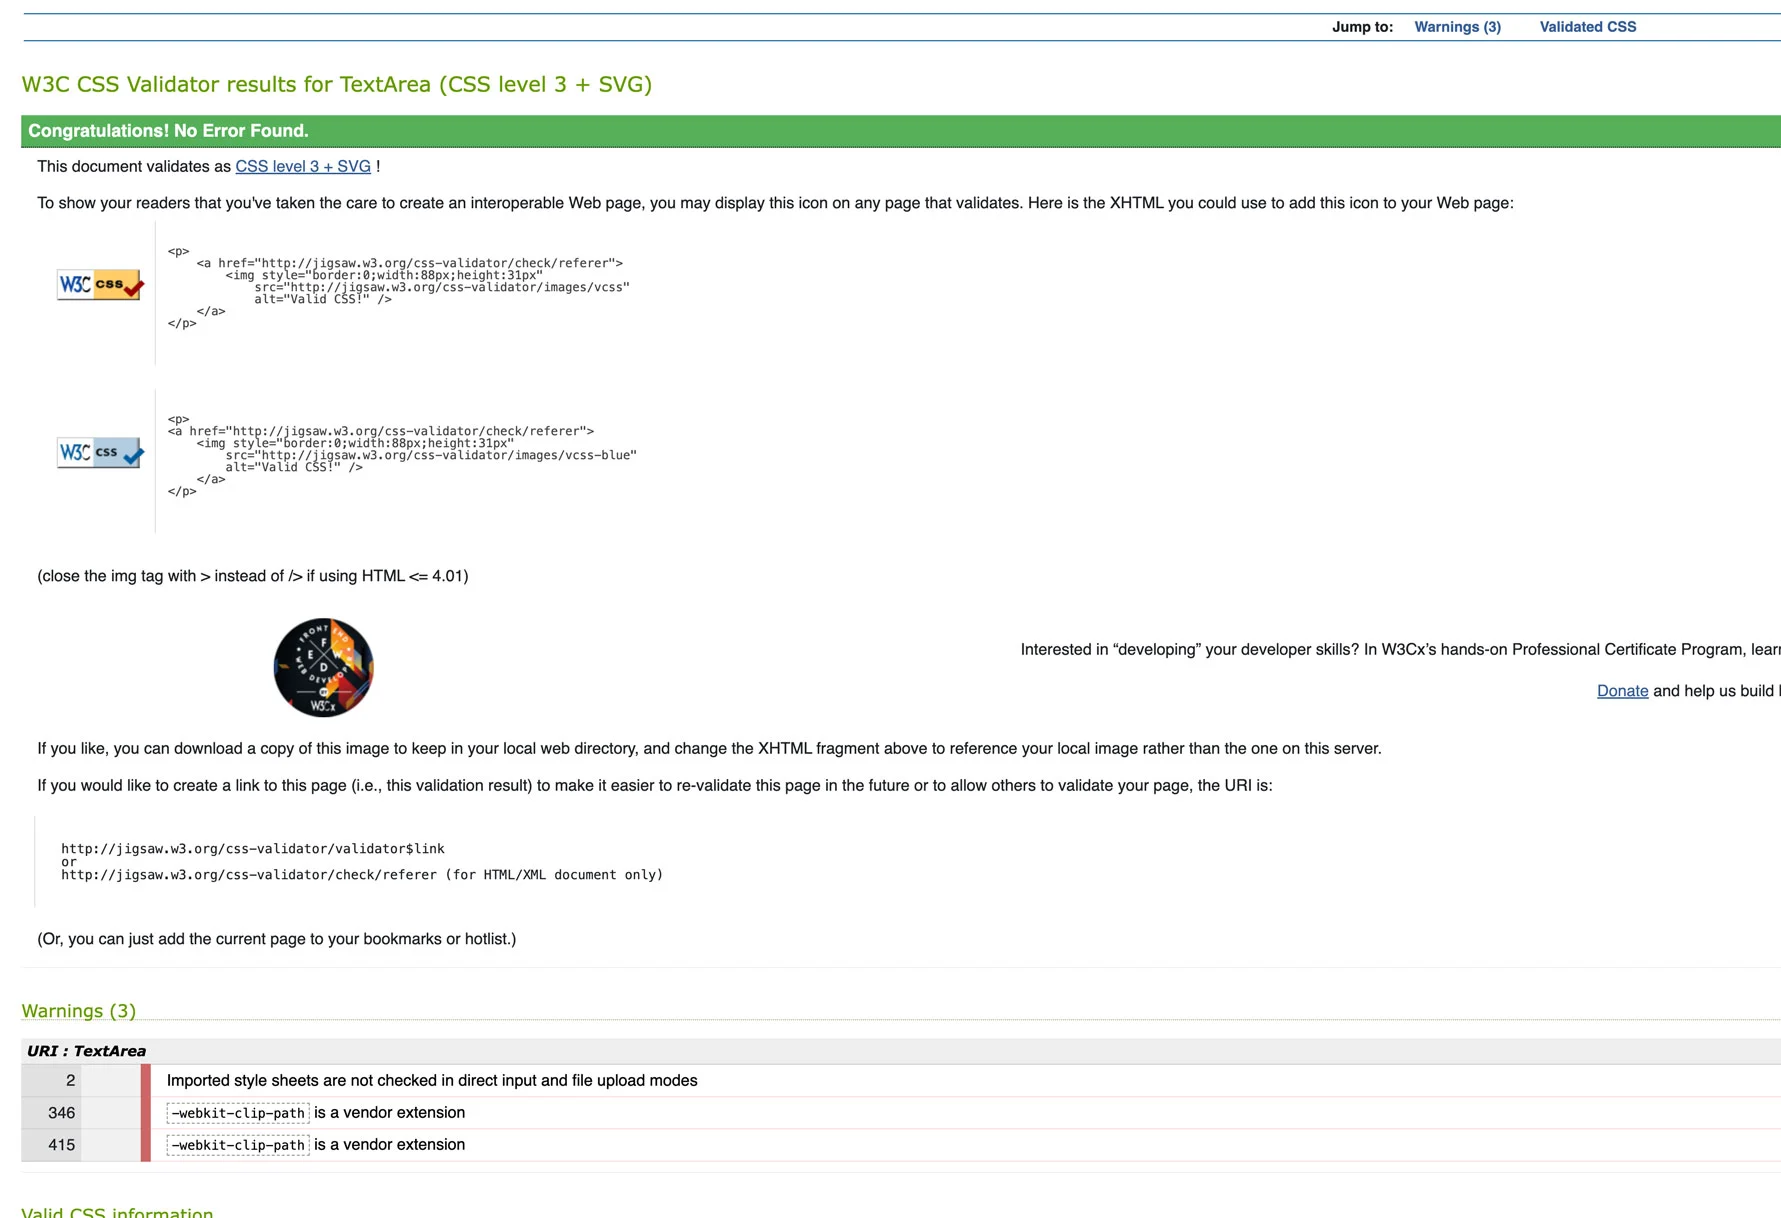 Jump to: Warnings (3) Validated CSS
W3C CSS Validator results for TextArea (CSS level 3 + SVG)
Congratulations! No Error Found.
This document validates as CSS level 3 + SVG !
To show your readers that you've taken the care to create an interoperable Web page, you may display this icon on any page that validates. Here is the XHTML you could use to add this icon to your Web page:
W3C css
<p>
<a href="http://jigsaw.w3.org/css-validator/check/referer">
<img style="border:0;width:88px;height:31px"
src="http://jigsaw.w3.org/css-validator/images/vcss"
alt="Valid CSS!" />
</a>
</p>
W3C css
<p>
<a href="http://jigsaw.w3.org/css-validator/check/referer">
<img style="border:0;width:88px;height:31px"
src="http://jigsaw.w3.org/css-validator/images/vcss-blue"
alt="Valid CSS!" />
</a>
</p>
(close the img tag with > instead of /> if using HTML <= 4.01)
FRONT END
F
E W
D
WEB DEVELOPER
BY
W3Cx
Interested in “developing” your developer skills? In W3Cx’s hands-on Professional Certificate Program, lear
Donate and help us build
If you like, you can download a copy of this image to keep in your local web directory, and change the XHTML fragment above to reference your local image rather than the one on this server.
If you would like to create a link to this page (i.e., this validation result) to make it easier to re-validate this page in the future or to allow others to validate your page, the URI is:
http://jigsaw.w3.org/css-validator/validator$link
or
http://jigsaw.w3.org/css-validator/check/referer (for HTML/XML document only)
(Or, you can just add the current page to your bookmarks or hotlist.)
Warnings (3)
URI : TextArea
2 Imported style sheets are not checked in direct input and file upload modes
346 -webkit-clip-path is a vendor extension
415 -webkit-clip-path is a vendor extension
Valid CSS information